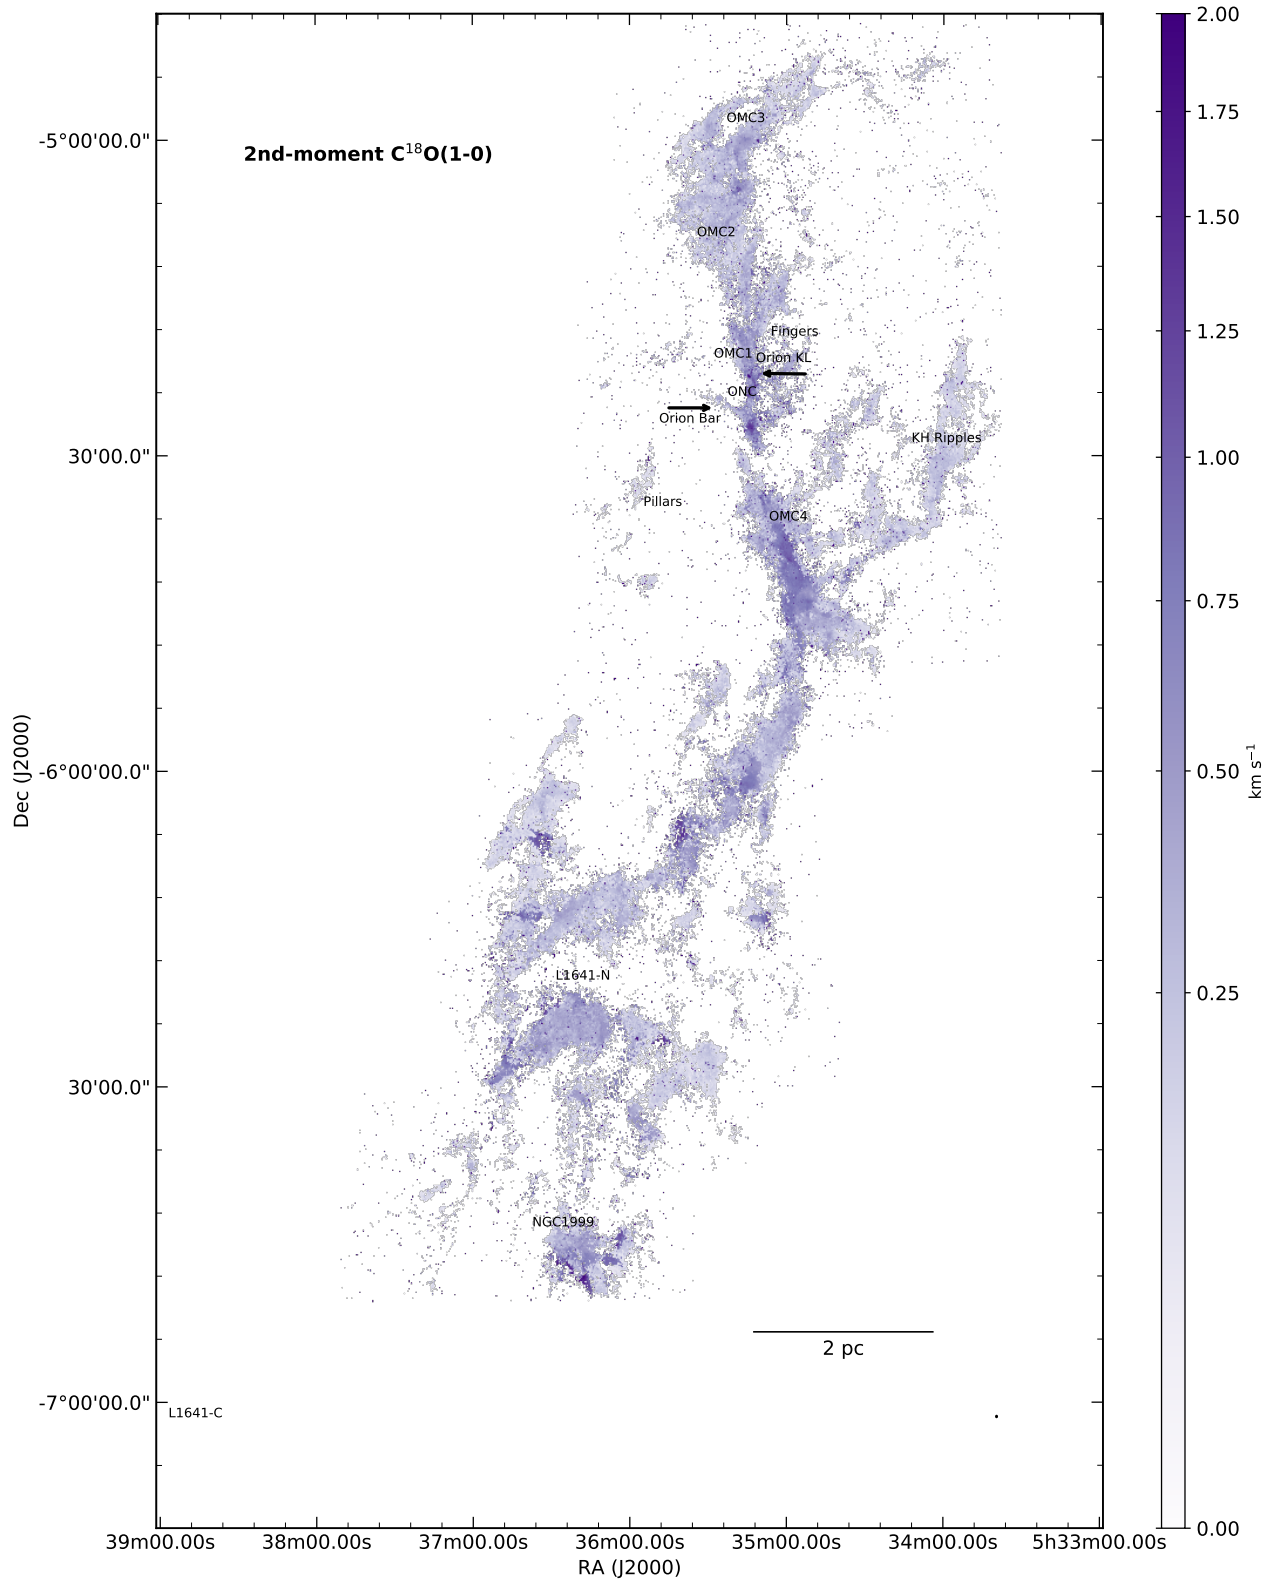 2nd-moment C¹⁸O(1-0)
OMC3
OMC2
Fingers
OMC1
Orion KL
ONC
Orion Bar
KH Ripples
Pillars
OMC4
L1641-N
NGC1999
2 pc
L1641-C
-5°00'00.0"
30'00.0"
-6°00'00.0"
30'00.0"
-7°00'00.0"
Dec (J2000)
39m00.00s 38m00.00s 37m00.00s 36m00.00s 35m00.00s 34m00.00s 5h33m00.00s
RA (J2000)
2.00
1.75
1.50
1.25
1.00
0.75
0.50
0.25
0.00
km s⁻¹